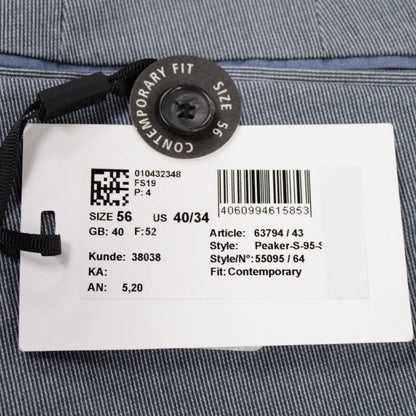 CONTEMPORARY FIT SIZE 56
010432348
FS19
P: 4
SIZE 56 US 40/34
GB: 40 F: 52
4060994615853
Article: 63794 / 43
Style: Peaker-S-95-S
Style/N°: 55095 / 64
Fit: Contemporary
Kunde: 38038
KA:
AN: 5,20